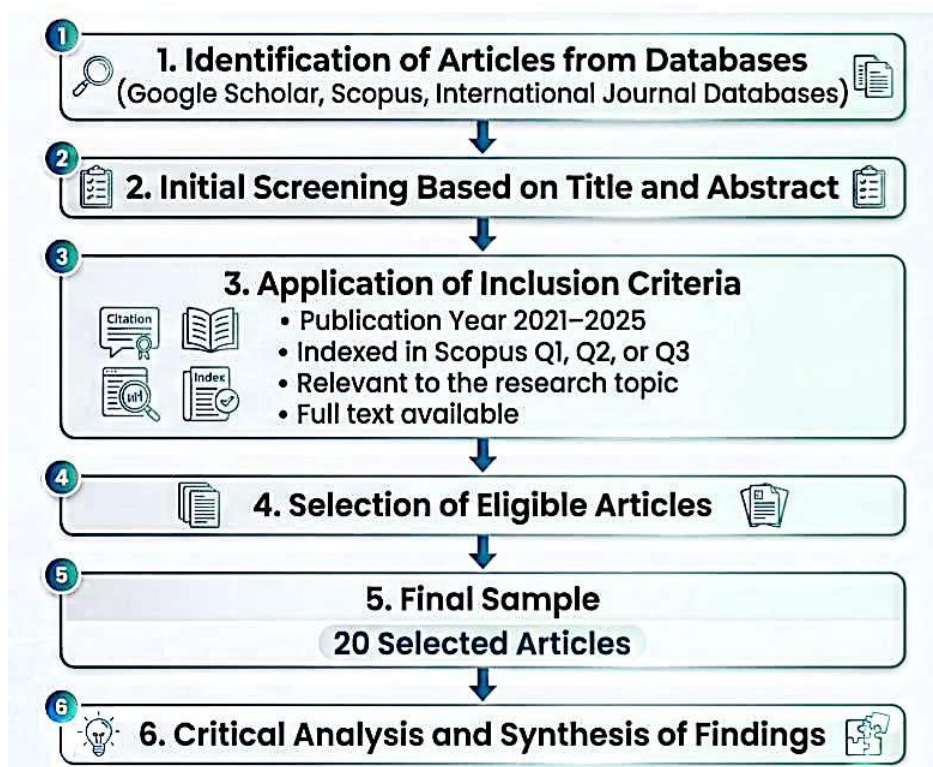 1
1. Identification of Articles from Databases
(Google Scholar, Scopus, International Journal Databases)
2
2. Initial Screening Based on Title and Abstract
3
3. Application of Inclusion Criteria
Citation
Index
• Publication Year 2021–2025
• Indexed in Scopus Q1, Q2, or Q3
• Relevant to the research topic
• Full text available
4
4. Selection of Eligible Articles
5
5. Final Sample
20 Selected Articles
6
6. Critical Analysis and Synthesis of Findings